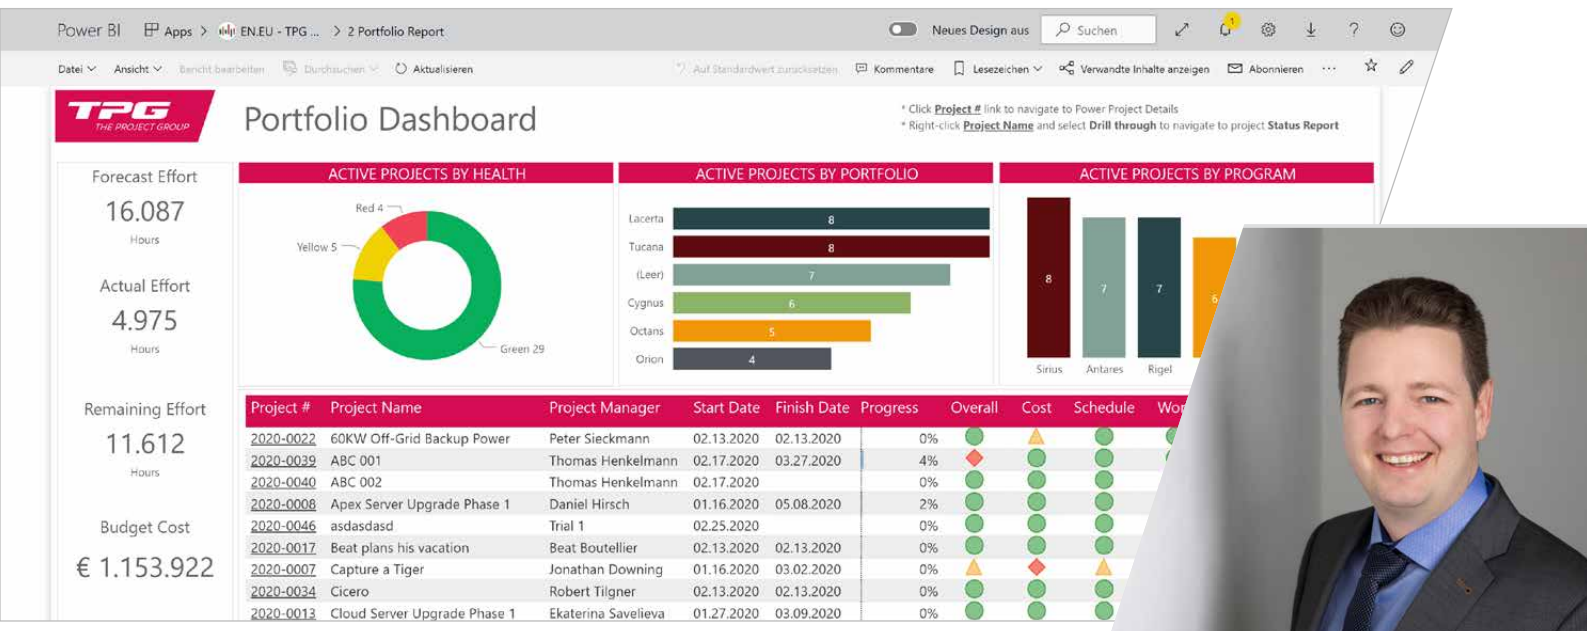 Power BI Apps > EN.EU - TPG ... > 2 Portfolio Report Neues Design aus Suchen 1 ?
Datei Ansicht Bericht bearbeiten Durchsuchen Aktualisieren Auf Standardwert zurücksetzen Kommentare Lesezeichen Verwandte Inhalte anzeigen Abonnieren ...
TPG
THE PROJECT GROUP
Portfolio Dashboard
* Click Project # link to navigate to Power Project Details
* Right-click Project Name and select Drill through to navigate to project Status Report
Forecast Effort
16.087
Hours
Actual Effort
4.975
Hours
Remaining Effort
11.612
Hours
Budget Cost
€ 1.153.922
ACTIVE PROJECTS BY HEALTH
Red 4
Yellow 5
Green 29
ACTIVE PROJECTS BY PORTFOLIO
Lacerta 8
Tucana 8
(Leer) 7
Cygnus 6
Octans 5
Orion 4
ACTIVE PROJECTS BY PROGRAM
8 7 7 6
Sirius Antares Rigel
Project # Project Name Project Manager Start Date Finish Date Progress Overall Cost Schedule Wor
2020-0022 60KW Off-Grid Backup Power Peter Sieckmann 02.13.2020 02.13.2020 0%
2020-0039 ABC 001 Thomas Henkelmann 02.17.2020 03.27.2020 4%
2020-0040 ABC 002 Thomas Henkelmann 02.17.2020 0%
2020-0008 Apex Server Upgrade Phase 1 Daniel Hirsch 01.16.2020 05.08.2020 2%
2020-0046 asdasdasd Trial 1 02.25.2020 0%
2020-0017 Beat plans his vacation Beat Boutellier 02.13.2020 02.13.2020 0%
2020-0007 Capture a Tiger Jonathan Downing 01.16.2020 03.02.2020 0%
2020-0034 Cicero Robert Tilgner 02.13.2020 02.13.2020 0%
2020-0013 Cloud Server Upgrade Phase 1 Ekaterina Savelieva 01.27.2020 03.09.2020 0%